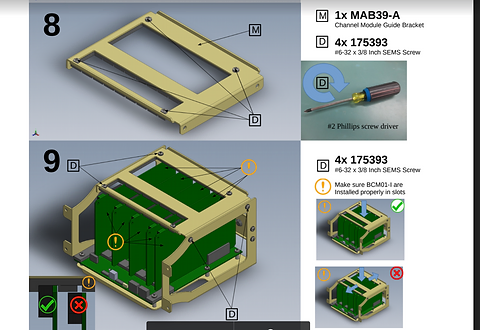 8
M
D
M 1x MAB39-A
Channel Module Guide Bracket
D 4x 175393
#6-32 x 3/8 Inch SEMS Screw
D
#2 Phillips screw driver
9
D
D
D 4x 175393
#6-32 x 3/8 Inch SEMS Screw
Make sure BCM01-I are
Installed properly in slots